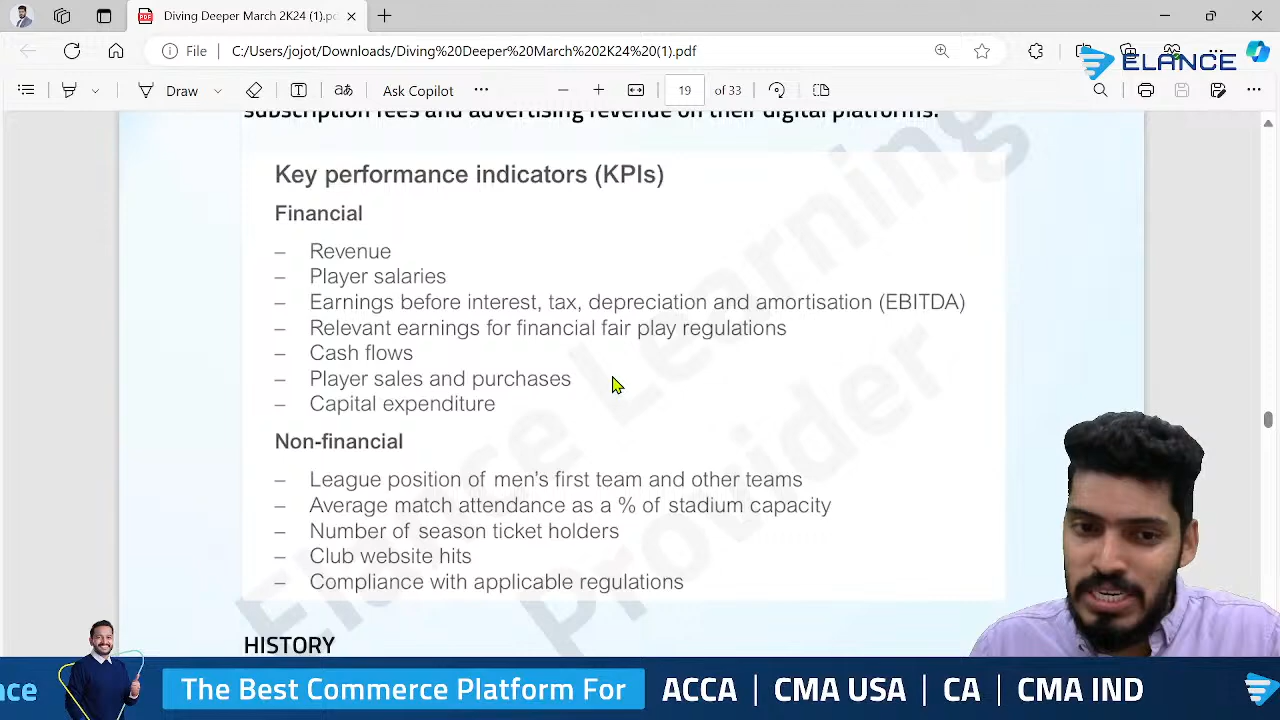 Diving Deeper March 2K24 (1).pd
File
C:/Users/jojot/Downloads/Diving%20Deeper%20March%202K24%20(1).pdf
ELANCE
Draw
Ask Copilot
19
of 33
subscription fees and advertising revenue on their digital platforms.
Key performance indicators (KPIs)
Financial
– Revenue
– Player salaries
– Earnings before interest, tax, depreciation and amortisation (EBITDA)
– Relevant earnings for financial fair play regulations
– Cash flows
– Player sales and purchases
– Capital expenditure
Non-financial
– League position of men's first team and other teams
– Average match attendance as a % of stadium capacity
– Number of season ticket holders
– Club website hits
– Compliance with applicable regulations
Elance Learning
Provider
HISTORY
nce
The Best Commerce Platform For
ACCA | CMA USA | CA | CMA IND